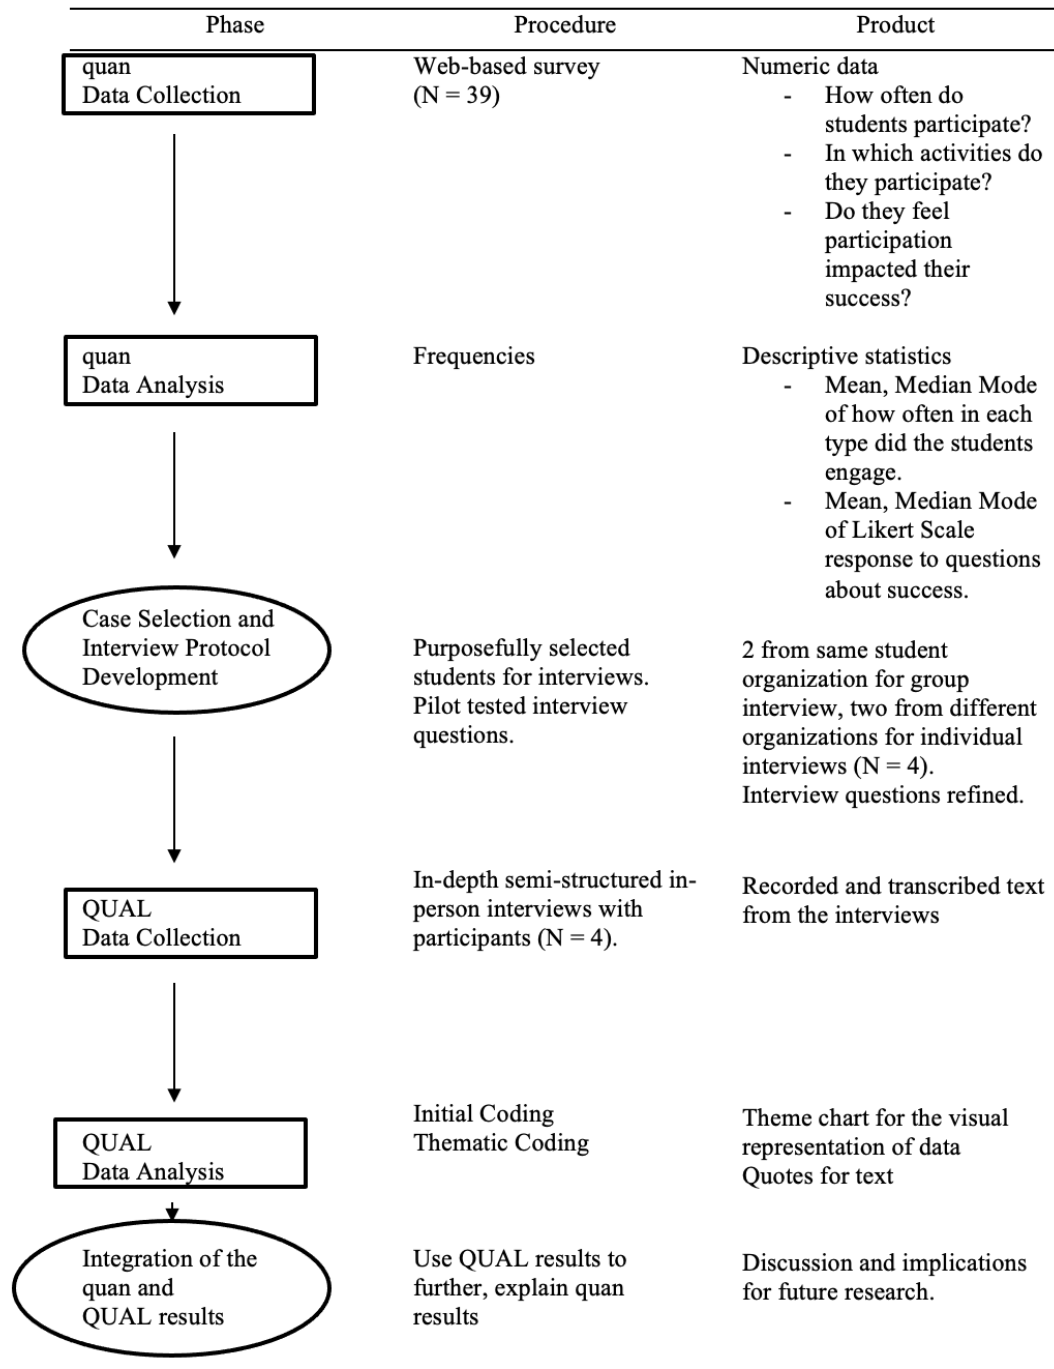 Phase Procedure Product
quan
Data Collection
Web-based survey
(N = 39)
Numeric data
- How often do
students participate?
- In which activities do
they participate?
- Do they feel
participation
impacted their
success?
quan
Data Analysis
Frequencies
Descriptive statistics
- Mean, Median Mode
of how often in each
type did the students
engage.
- Mean, Median Mode
of Likert Scale
response to questions
about success.
Case Selection and
Interview Protocol
Development
Purposefully selected
students for interviews.
Pilot tested interview
questions.
2 from same student
organization for group
interview, two from different
organizations for individual
interviews (N = 4).
Interview questions refined.
QUAL
Data Collection
In-depth semi-structured in-
person interviews with
participants (N = 4).
Recorded and transcribed text
from the interviews
QUAL
Data Analysis
Initial Coding
Thematic Coding
Theme chart for the visual
representation of data
Quotes for text
Integration of the
quan and
QUAL results
Use QUAL results to
further, explain quan
results
Discussion and implications
for future research.